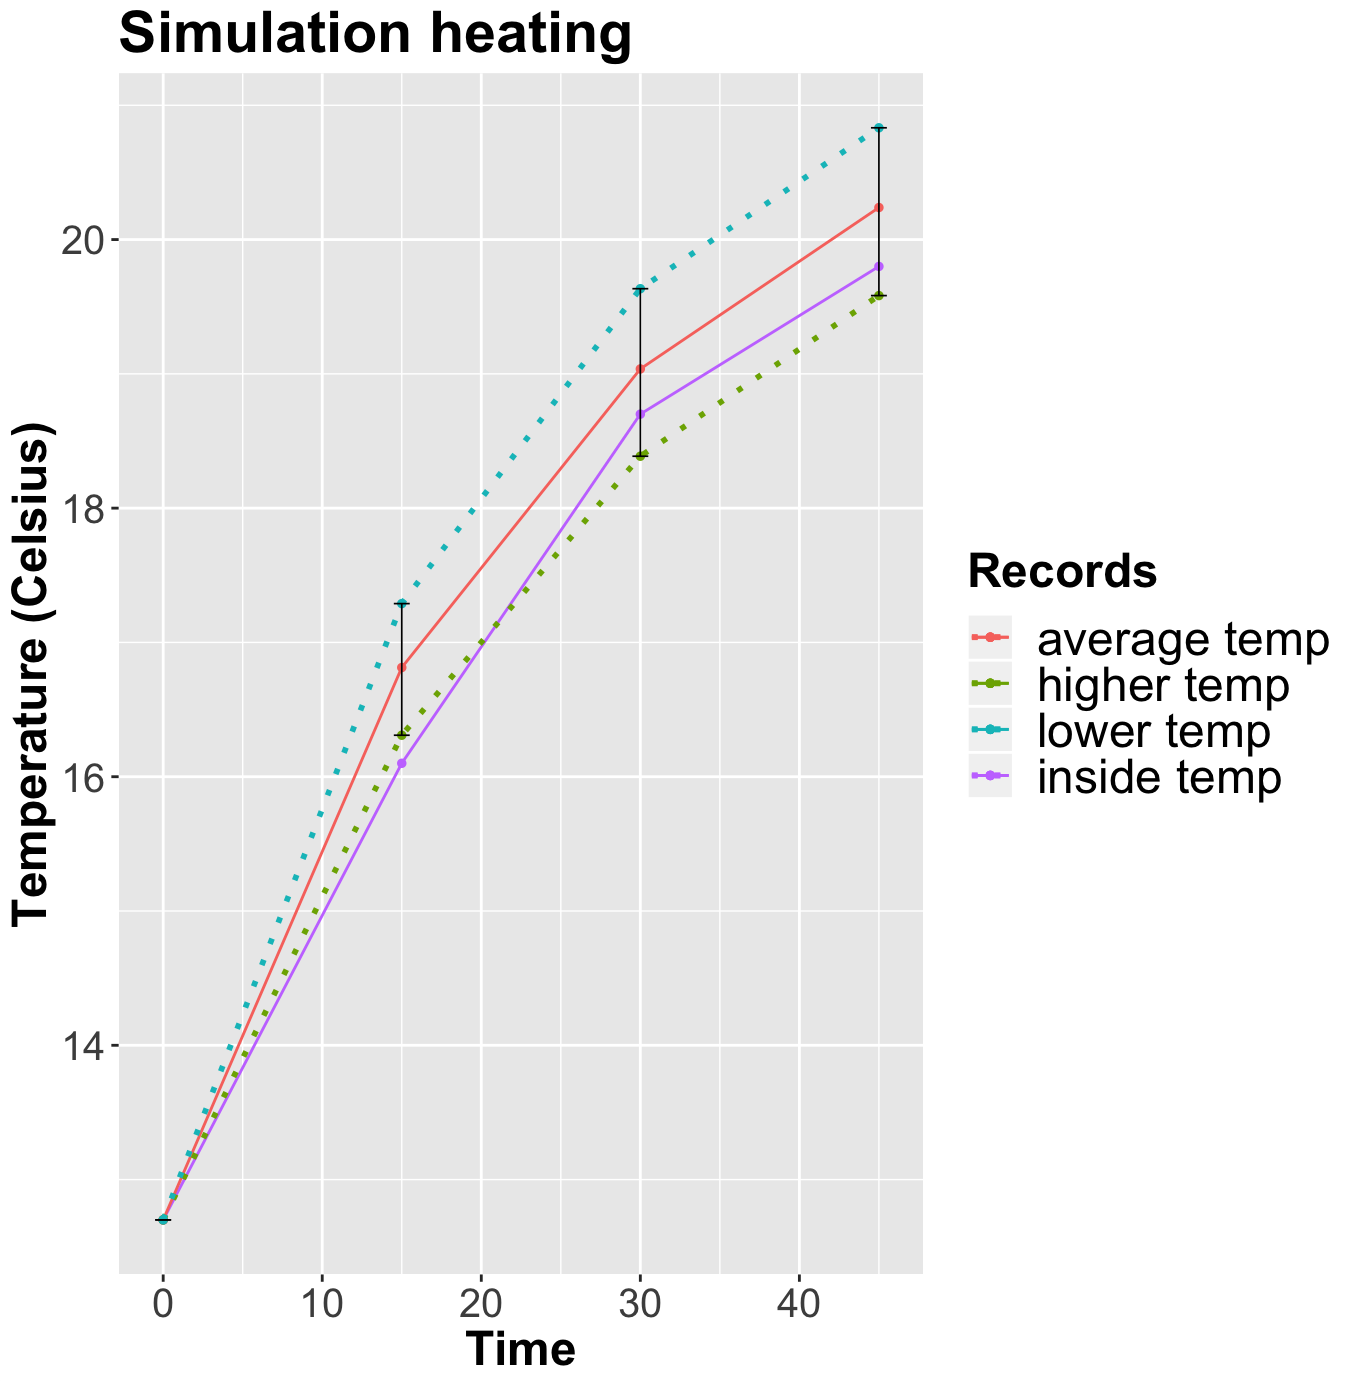 Simulation heating
Temperature (Celsius)
20
18
16
14
0 10 20 30 40
Time
Records
average temp
higher temp
lower temp
inside temp